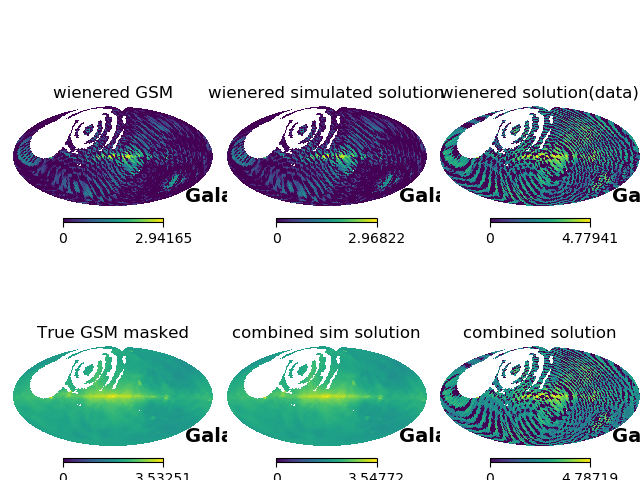 wienered GSM
wienered simulated solution
wienered solution(data)
Gala
Gala
Ga
0 2.94165
0 2.96822
0 4.77941
True GSM masked
combined sim solution
combined solution
Gala
Gala
Ga
0 3.53251
0 3.54772
0 4.78719